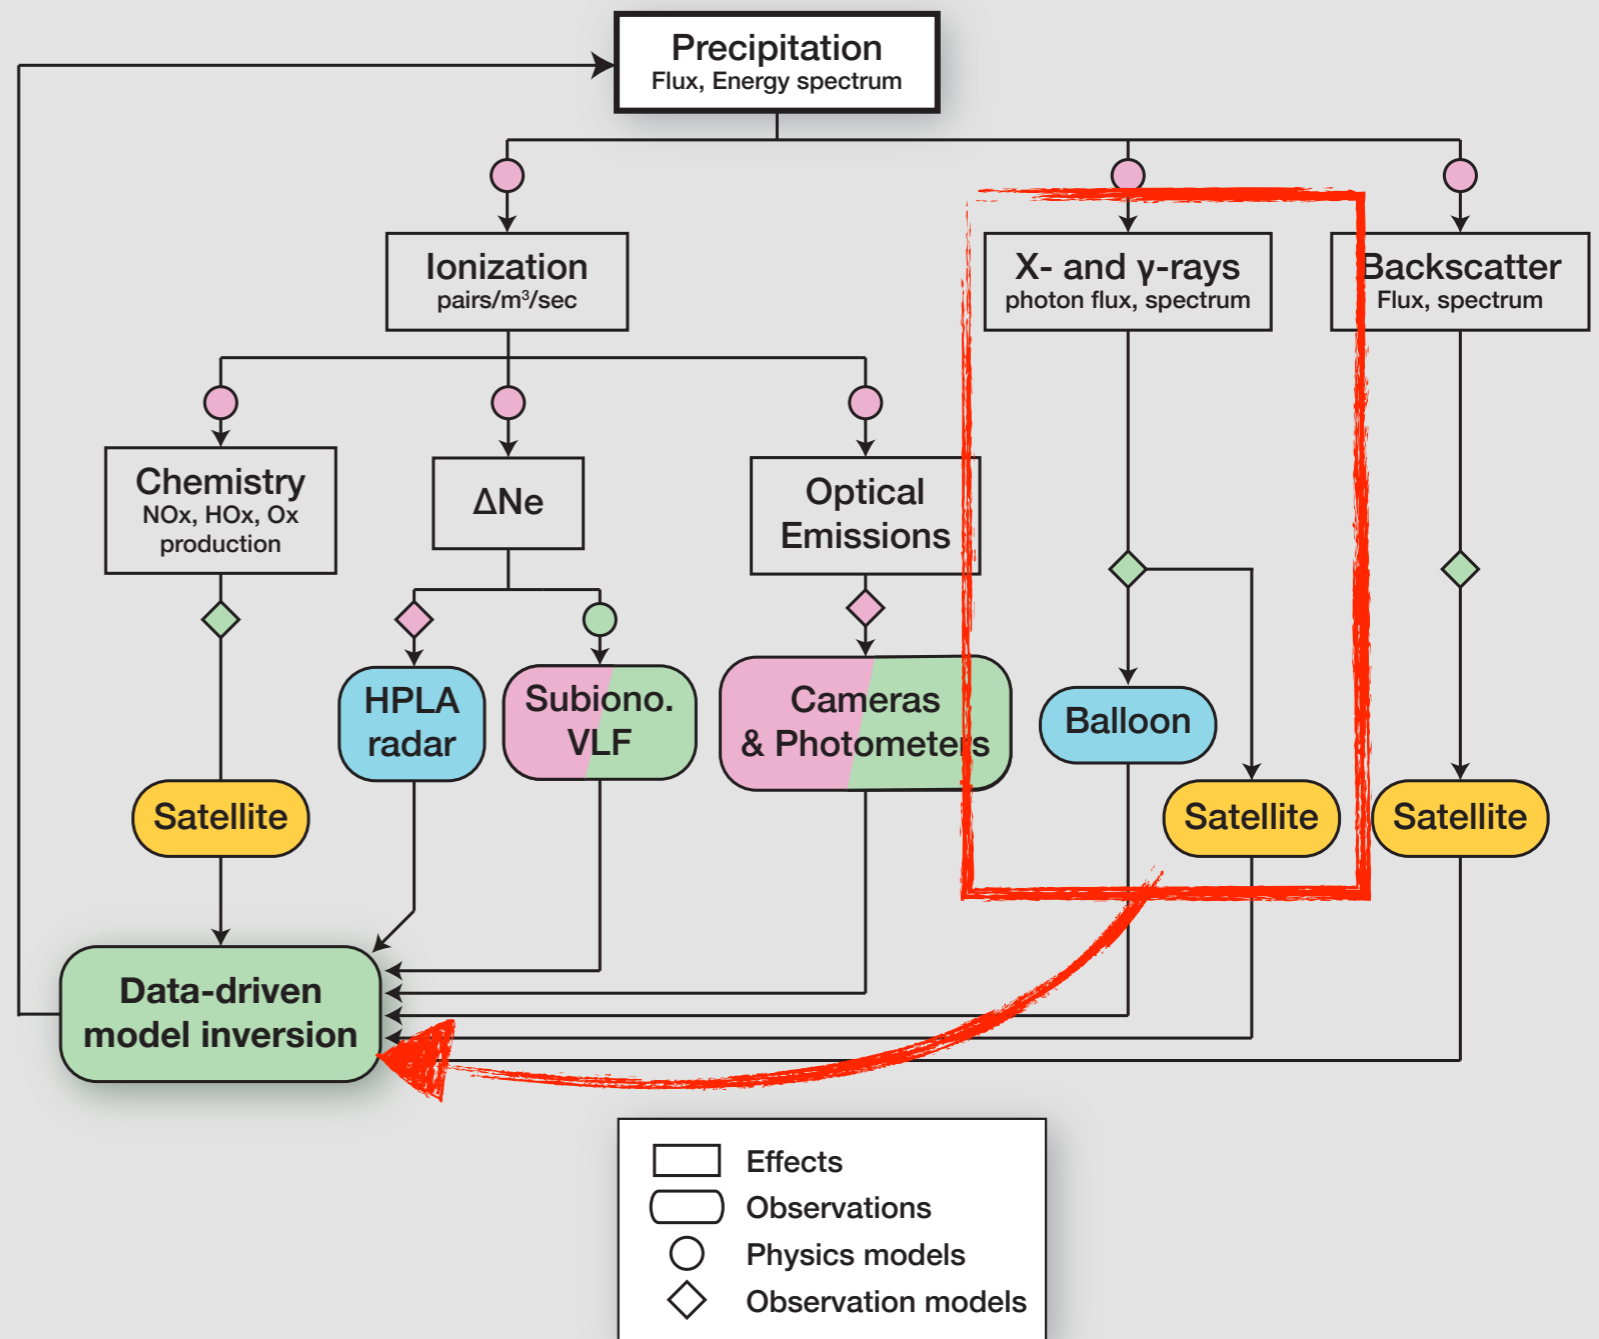 Precipitation
Flux, Energy spectrum
Ionization
pairs/m³/sec
X- and γ-rays
photon flux, spectrum
Backscatter
Flux, spectrum
Chemistry
NOx, HOx, Ox
production
ΔNe
Optical
Emissions
HPLA
radar
Subiono.
VLF
Cameras
& Photometers
Balloon
Satellite
Satellite
Satellite
Data-driven
model inversion
Effects
Observations
Physics models
Observation models